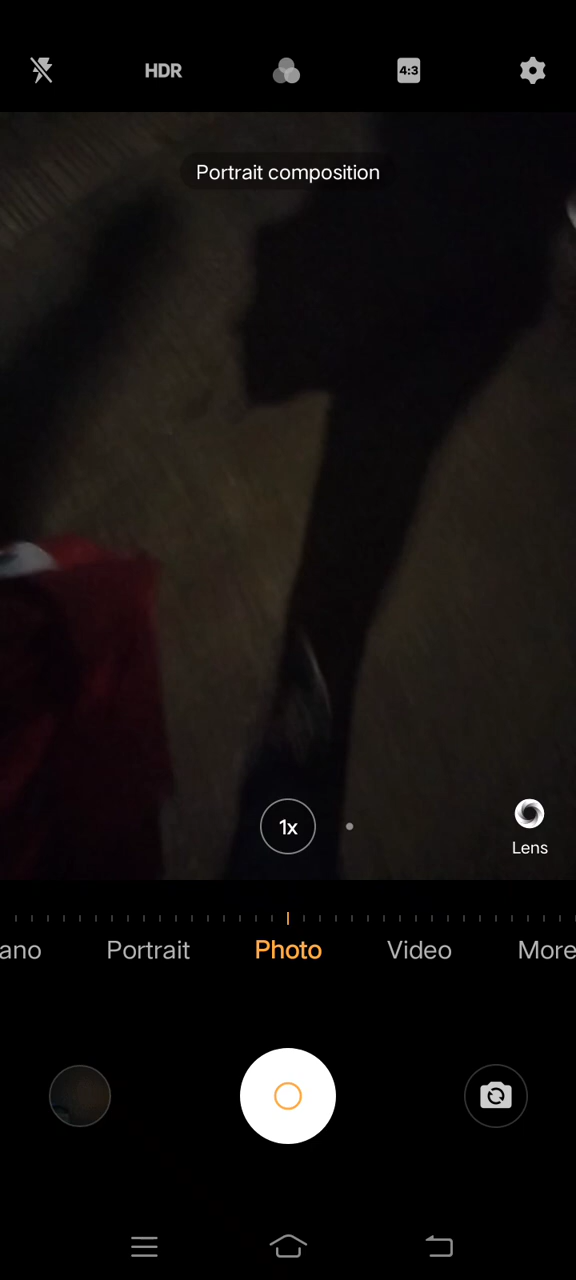 HDR
4:3
Portrait composition
1x
Lens
ano
Portrait
Photo
Video
More